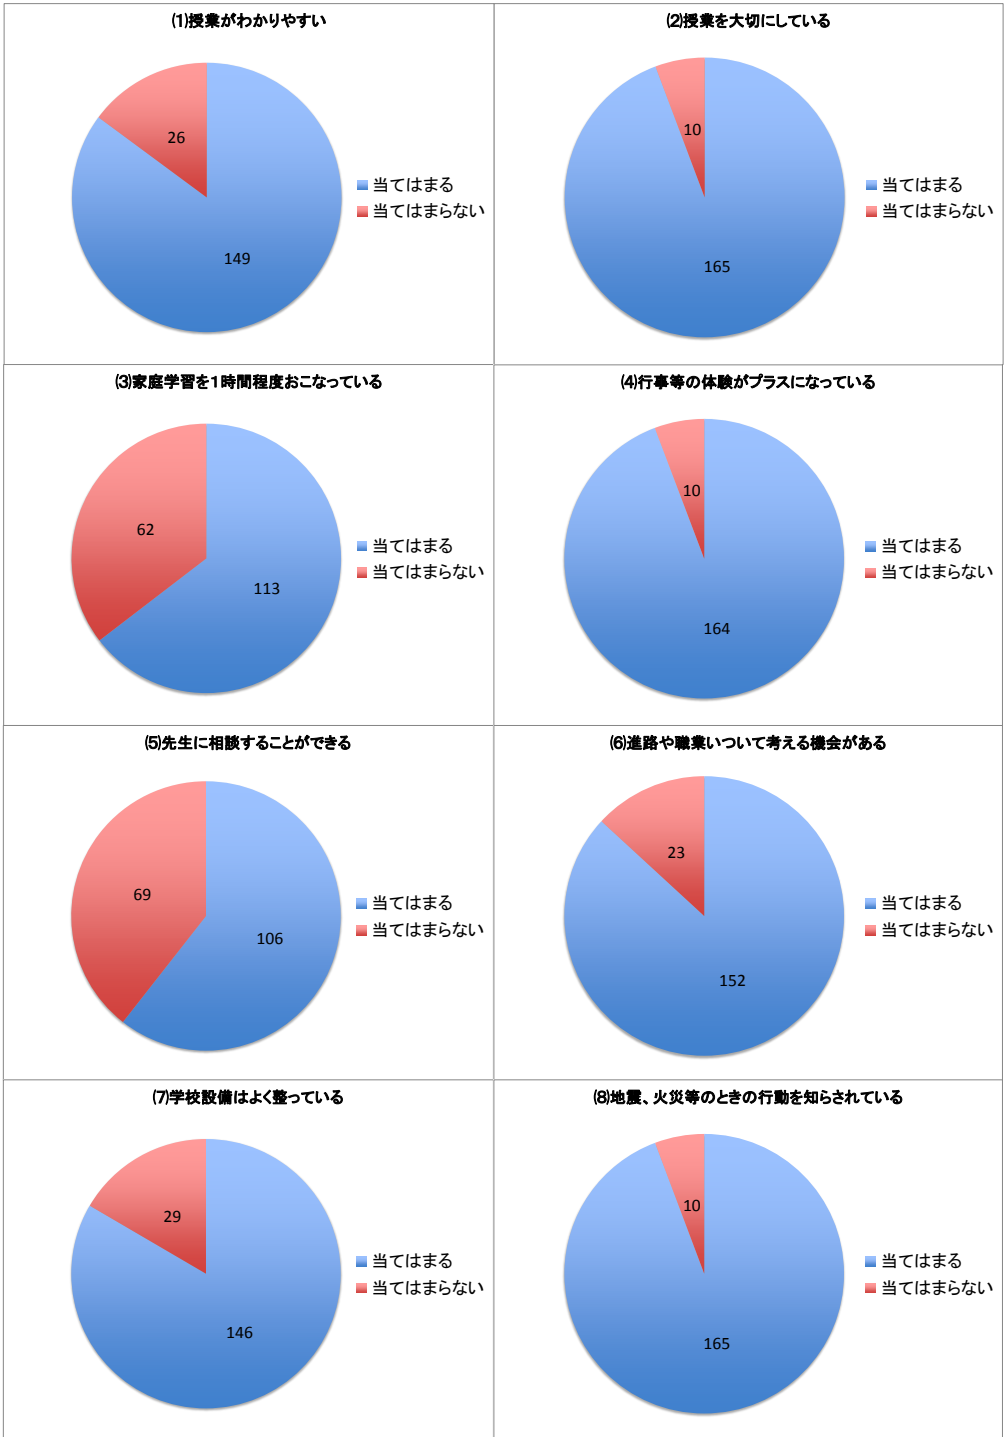 ⑴授業がわかりやすい
26
149
当てはまる
当てはまらない
⑵授業を大切にしている
10
165
当てはまる
当てはまらない
⑶家庭学習を1時間程度おこなっている
62
113
当てはまる
当てはまらない
⑷行事等の体験がプラスになっている
10
164
当てはまる
当てはまらない
⑸先生に相談することができる
69
106
当てはまる
当てはまらない
⑹進路や職業いついて考える機会がある
23
152
当てはまる
当てはまらない
⑺学校設備はよく整っている
29
146
当てはまる
当てはまらない
⑻地震、火災等のときの行動を知らされている
10
165
当てはまる
当てはまらない